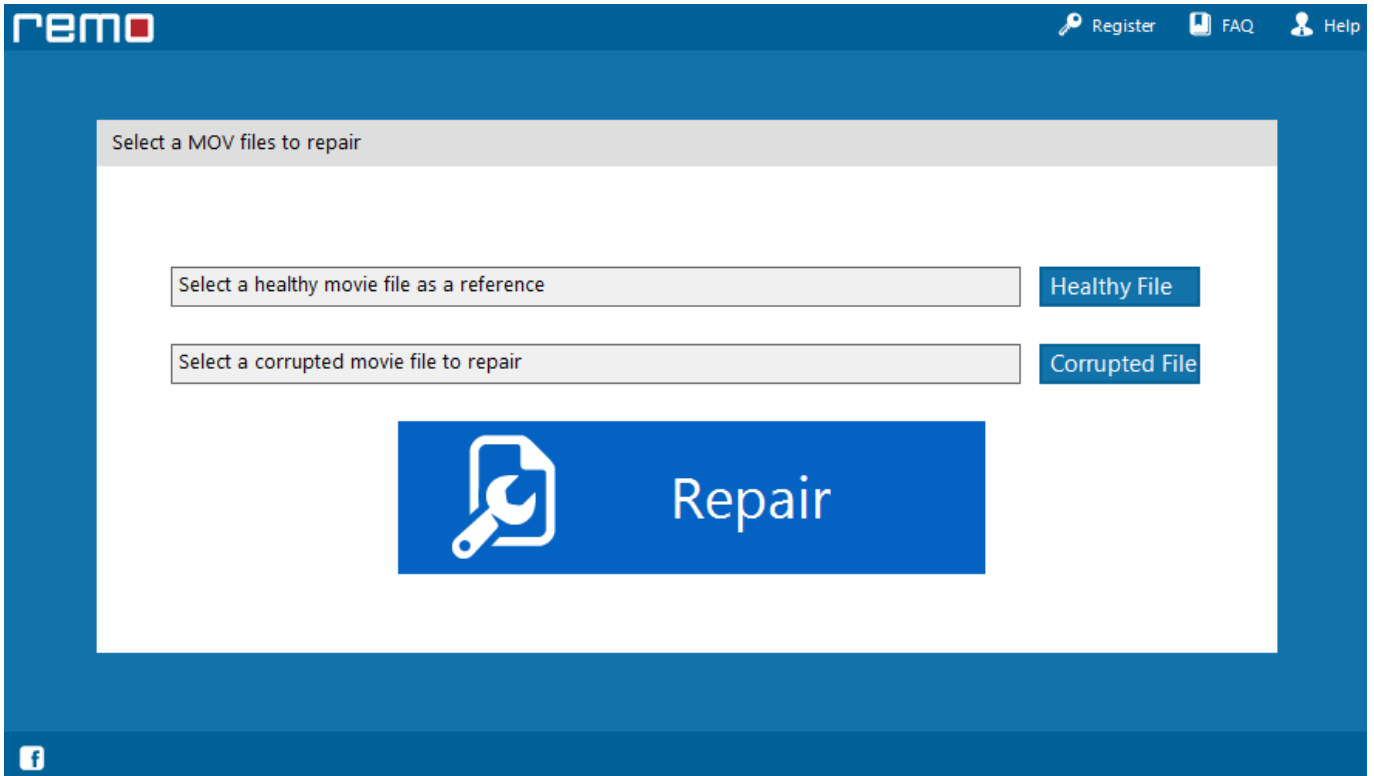 remo
Register FAQ Help
Select a MOV files to repair
Select a healthy movie file as a reference Healthy File
Select a corrupted movie file to repair Corrupted File
Repair
f